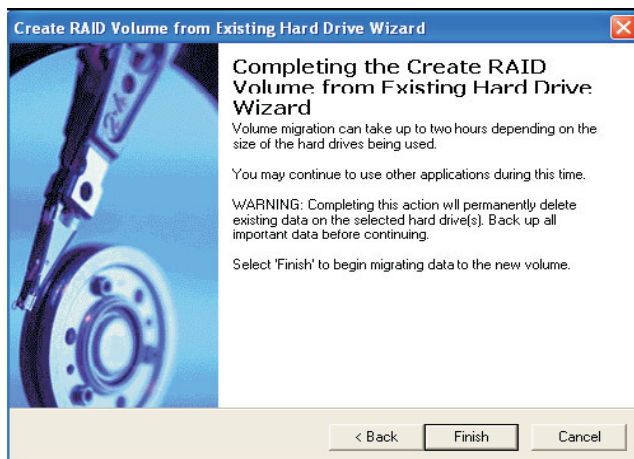 Create RAID Volume from Existing Hard Drive Wizard
Completing the Create RAID
Volume from Existing Hard Drive
Wizard
Volume migration can take up to two hours depending on the
size of the hard drives being used.
You may continue to use other applications during this time.
WARNING: Completing this action will permanently delete
existing data on the selected hard drive(s). Back up all
important data before continuing.
Select 'Finish' to begin migrating data to the new volume.
< Back
Finish
Cancel